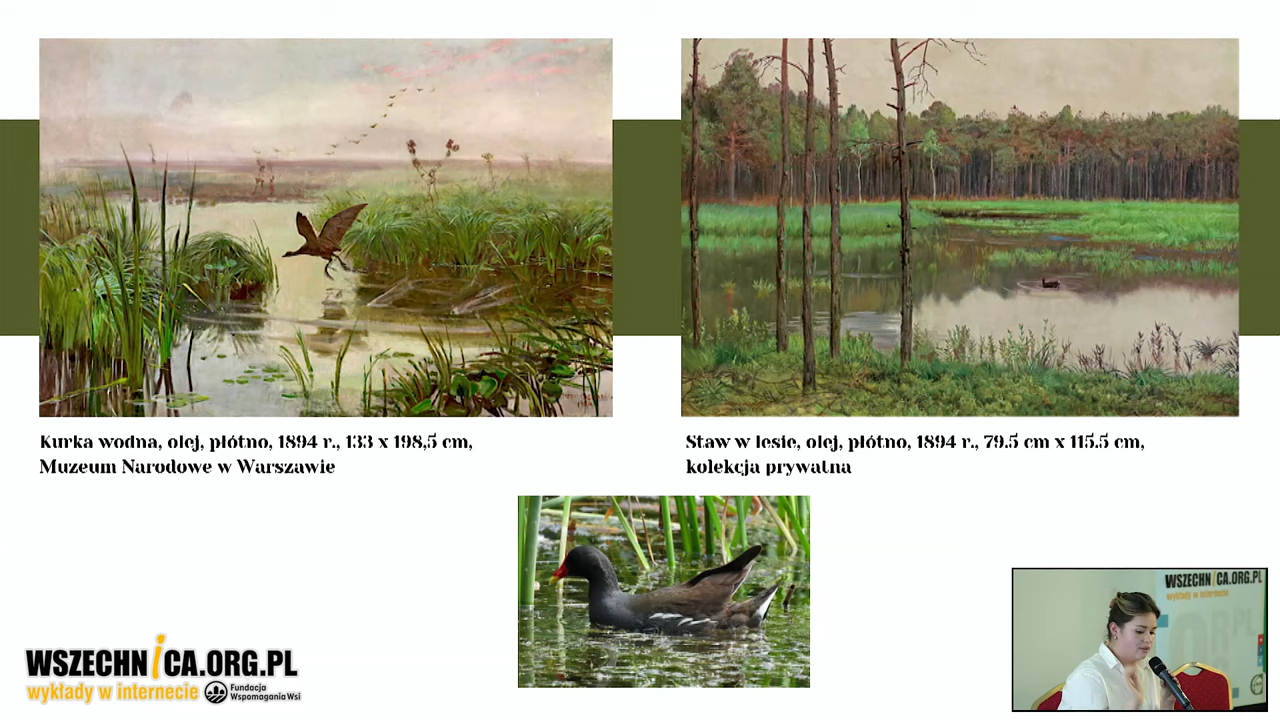 Kurka wodna, olej, płótno, 1894 r., 133 x 198,5 cm,
Muzeum Narodowe w Warszawie
Staw w lesie, olej, płótno, 1894 r., 79.5 cm x 115.5 cm,
kolekcja prywatna
WSZECHNiCA.ORG.PL
wykłady w internecie
Fundacja
Wspomagania Wsi
WSZECHNiCA.ORG.PL
wykłady w internecie